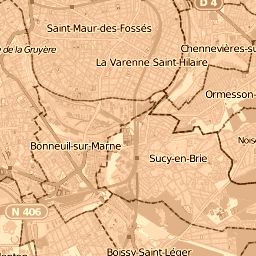 D 4
Saint-Maur-des-Fossés
Chennevières-su
de la Gruyère
La Varenne Saint-Hilaire
Ormesson-
Bonneuil-sur-Marne
Noise
Sucy-en-Brie
N 406
Boissy-Saint-Léger